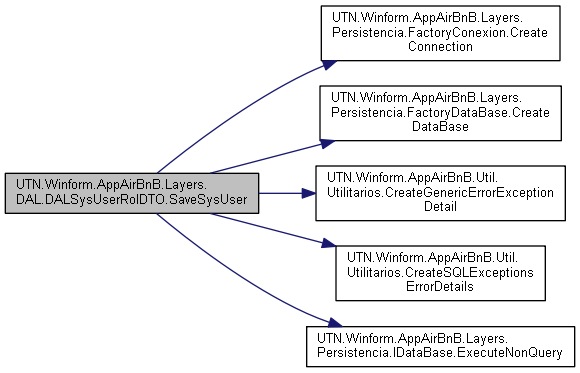 UTN.Winform.AppAirBnB.Layers.
DAL.DALSysUserRolDTO.SaveSysUser
UTN.Winform.AppAirBnB.Layers.
Persistencia.FactoryConexion.Create
Connection
UTN.Winform.AppAirBnB.Layers.
Persistencia.FactoryDataBase.Create
DataBase
UTN.Winform.AppAirBnB.Util.
Utilitarios.CreateGenericErrorException
Detail
UTN.Winform.AppAirBnB.Util.
Utilitarios.CreateSQLExceptions
ErrorDetails
UTN.Winform.AppAirBnB.Layers.
Persistencia.IDataBase.ExecuteNonQuery